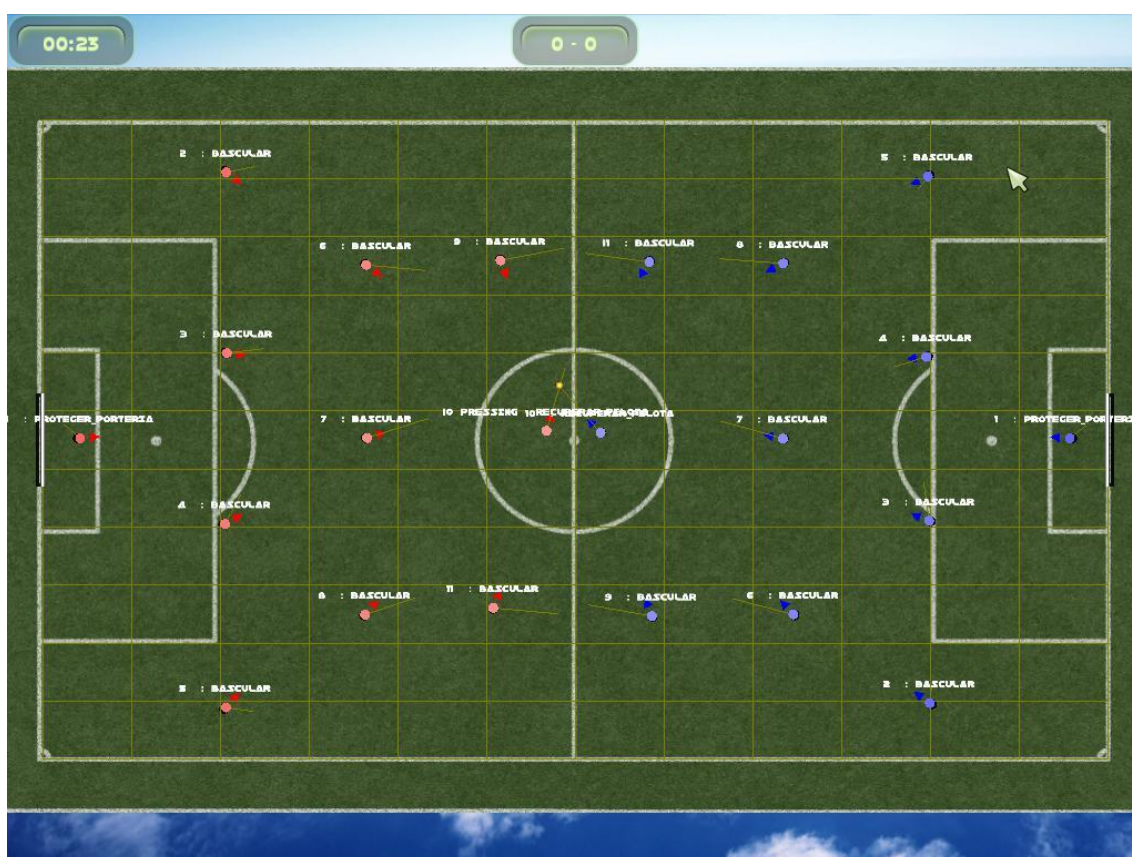 00:23
0 - 0
2 : BASCULAR
5 : BASCULAR
6 : BASCULAR
9 : BASCULAR
11 : BASCULAR
8 : BASCULAR
3 : BASCULAR
4 : BASCULAR
: PROTEGER_PORTERIA
7 : BASCULAR
10 PRESSING
10
7 : BASCULAR
1 : PROTEGER_PORTERI
4 : BASCULAR
3 : BASCULAR
8 : BASCULAR
11 : BASCULAR
9 : BASCULAR
6 : BASCULAR
5 : BASCULAR
2 : BASCULAR